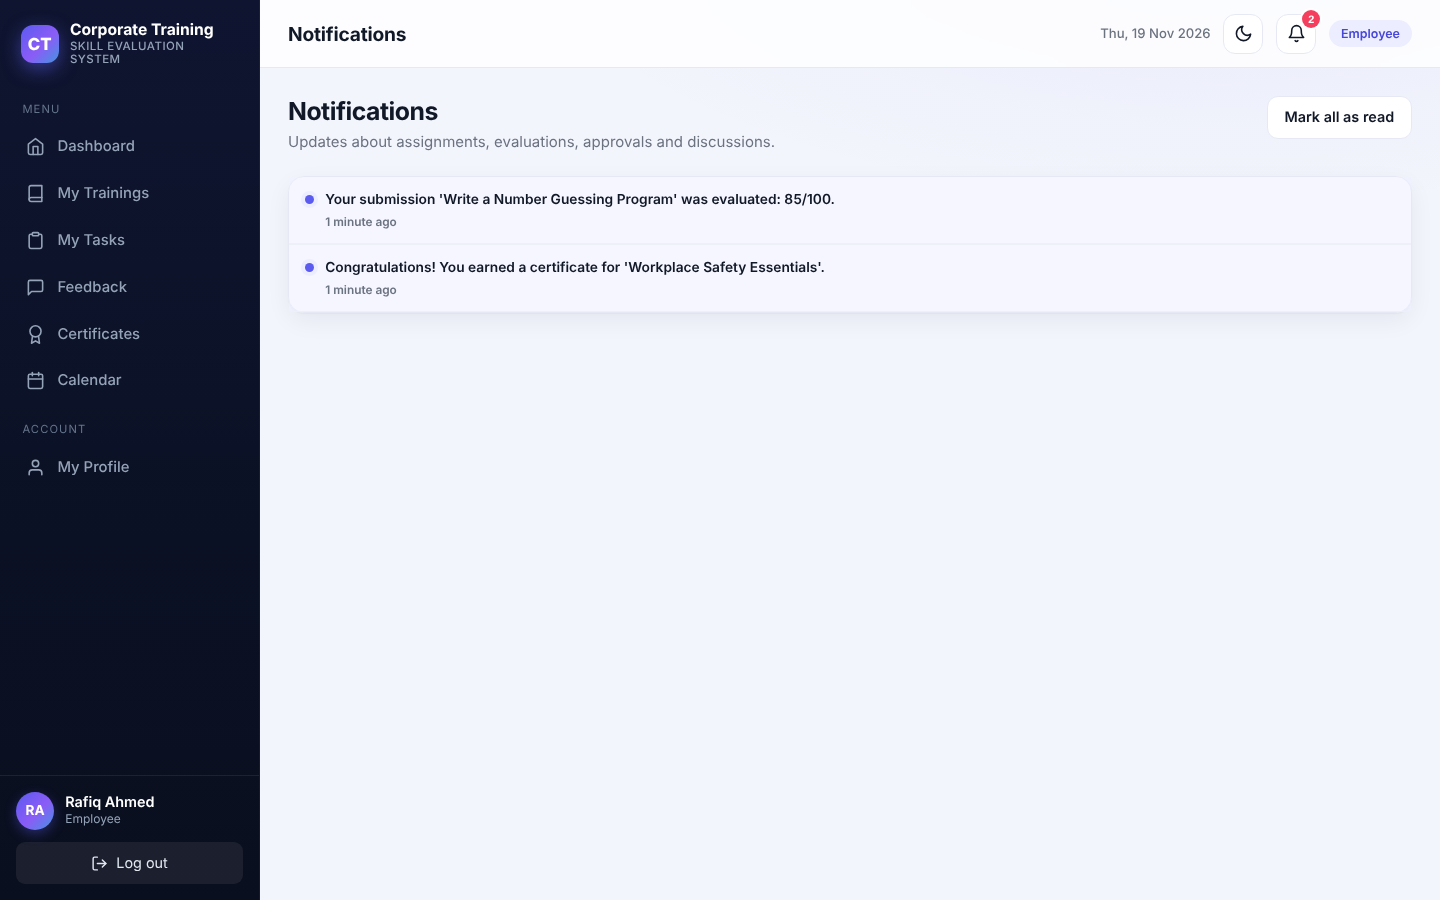 CT
Corporate Training
SKILL EVALUATION
SYSTEM
MENU
Dashboard
My Trainings
My Tasks
Feedback
Certificates
Calendar
ACCOUNT
My Profile
RA
Rafiq Ahmed
Employee
Log out
Notifications
Thu, 19 Nov 2026
2
Employee
Notifications
Updates about assignments, evaluations, approvals and discussions.
Mark all as read
Your submission 'Write a Number Guessing Program' was evaluated: 85/100.
1 minute ago
Congratulations! You earned a certificate for 'Workplace Safety Essentials'.
1 minute ago